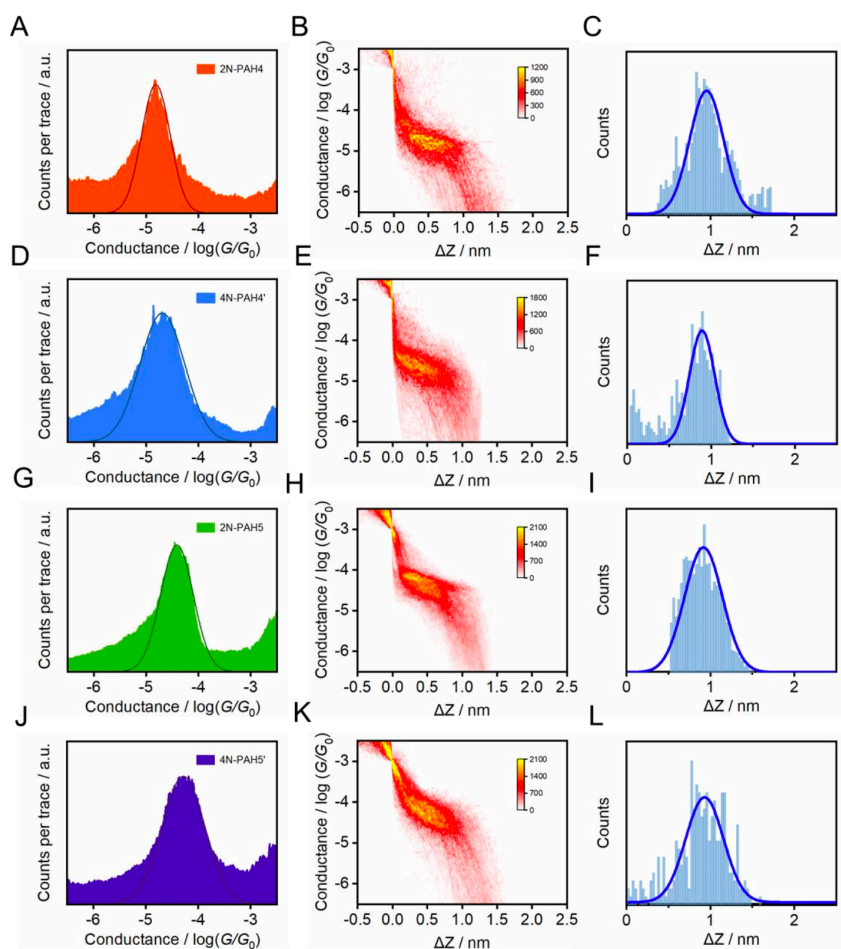 A
Counts per trace / a.u.
2N-PAH4
-6 -5 -4 -3
Conductance / log(G/G0)
B
Conductance / log (G/G0)
-3
-4
-5
-6
1200
900
600
300
0
-0.5 0.0 0.5 1.0 1.5 2.0 2.5
ΔZ / nm
C
Counts
0 1 2
ΔZ / nm
D
Counts per trace / a.u.
4N-PAH4'
-6 -5 -4 -3
Conductance / log(G/G0)
E
Conductance / log (G/G0)
-3
-4
-5
-6
1800
1200
600
0
-0.5 0.0 0.5 1.0 1.5 2.0 2.5
ΔZ / nm
F
Counts
0 1 2
ΔZ / nm
G
Counts per trace / a.u.
2N-PAH5
-6 -5 -4 -3
Conductance / log(G/G0)
H
Conductance / log (G/G0)
-3
-4
-5
-6
2100
1400
700
0
-0.5 0.0 0.5 1.0 1.5 2.0 2.5
ΔZ / nm
I
Counts
0 1 2
ΔZ / nm
J
Counts per trace / a.u.
4N-PAH5'
-6 -5 -4 -3
Conductance / log(G/G0)
K
Conductance / log (G/G0)
-3
-4
-5
-6
2100
1400
700
0
-0.5 0.0 0.5 1.0 1.5 2.0 2.5
ΔZ / nm
L
Counts
0 1 2
ΔZ / nm